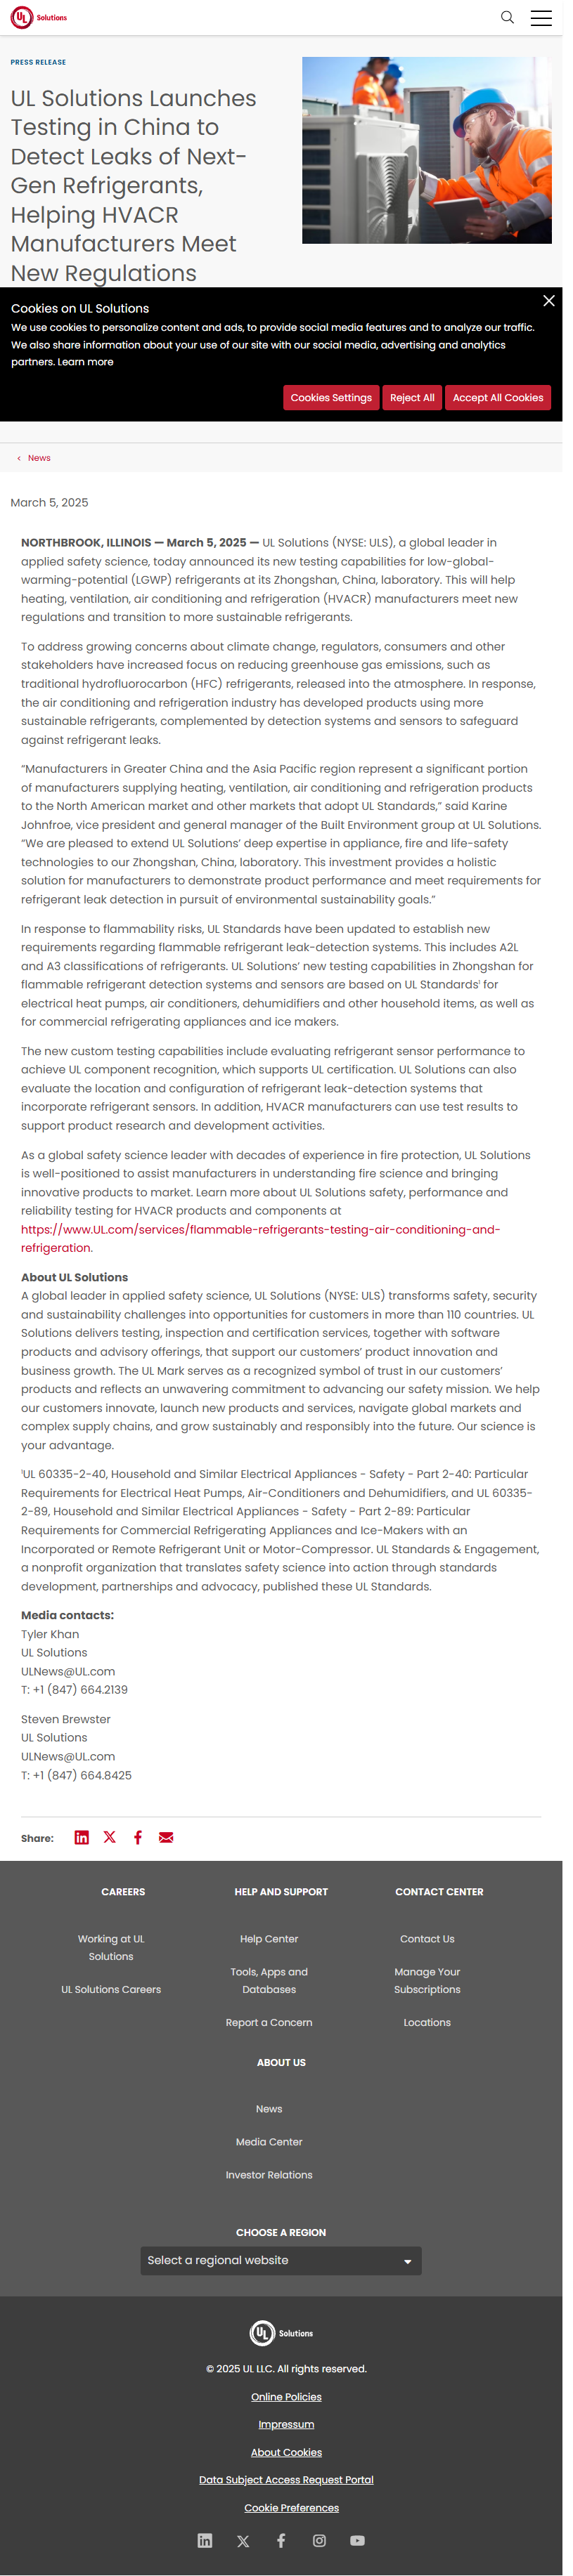 UL Solutions
PRESS RELEASE
UL Solutions Launches
Testing in China to
Detect Leaks of Next-
Gen Refrigerants,
Helping HVACR
Manufacturers Meet
New Regulations
Cookies on UL Solutions
We use cookies to personalize content and ads, to provide social media features and to analyze our traffic.
We also share information about your use of our site with our social media, advertising and analytics
partners. Learn more
Cookies Settings Reject All Accept All Cookies
< News
March 5, 2025
NORTHBROOK, ILLINOIS — March 5, 2025 — UL Solutions (NYSE: ULS), a global leader in
applied safety science, today announced its new testing capabilities for low-global-
warming-potential (LGWP) refrigerants at its Zhongshan, China, laboratory. This will help
heating, ventilation, air conditioning and refrigeration (HVACR) manufacturers meet new
regulations and transition to more sustainable refrigerants.
To address growing concerns about climate change, regulators, consumers and other
stakeholders have increased focus on reducing greenhouse gas emissions, such as
traditional hydrofluorocarbon (HFC) refrigerants, released into the atmosphere. In response,
the air conditioning and refrigeration industry has developed products using more
sustainable refrigerants, complemented by detection systems and sensors to safeguard
against refrigerant leaks.
“Manufacturers in Greater China and the Asia Pacific region represent a significant portion
of manufacturers supplying heating, ventilation, air conditioning and refrigeration products
to the North American market and other markets that adopt UL Standards,” said Karine
Johnfroe, vice president and general manager of the Built Environment group at UL Solutions.
“We are pleased to extend UL Solutions’ deep expertise in appliance, fire and life-safety
technologies to our Zhongshan, China, laboratory. This investment provides a holistic
solution for manufacturers to demonstrate product performance and meet requirements for
refrigerant leak detection in pursuit of environmental sustainability goals.”
In response to flammability risks, UL Standards have been updated to establish new
requirements regarding flammable refrigerant leak-detection systems. This includes A2L
and A3 classifications of refrigerants. UL Solutions’ new testing capabilities in Zhongshan for
flammable refrigerant detection systems and sensors are based on UL Standards¹ for
electrical heat pumps, air conditioners, dehumidifiers and other household items, as well as
for commercial refrigerating appliances and ice makers.
The new custom testing capabilities include evaluating refrigerant sensor performance to
achieve UL component recognition, which supports UL certification. UL Solutions can also
evaluate the location and configuration of refrigerant leak-detection systems that
incorporate refrigerant sensors. In addition, HVACR manufacturers can use test results to
support product research and development activities.
As a global safety science leader with decades of experience in fire protection, UL Solutions
is well-positioned to assist manufacturers in understanding fire science and bringing
innovative products to market. Learn more about UL Solutions safety, performance and
reliability testing for HVACR products and components at
https://www.UL.com/services/flammable-refrigerants-testing-air-conditioning-and-
refrigeration.
About UL Solutions
A global leader in applied safety science, UL Solutions (NYSE: ULS) transforms safety, security
and sustainability challenges into opportunities for customers in more than 110 countries. UL
Solutions delivers testing, inspection and certification services, together with software
products and advisory offerings, that support our customers’ product innovation and
business growth. The UL Mark serves as a recognized symbol of trust in our customers’
products and reflects an unwavering commitment to advancing our safety mission. We help
our customers innovate, launch new products and services, navigate global markets and
complex supply chains, and grow sustainably and responsibly into the future. Our science is
your advantage.
¹UL 60335-2-40, Household and Similar Electrical Appliances - Safety - Part 2-40: Particular
Requirements for Electrical Heat Pumps, Air-Conditioners and Dehumidifiers, and UL 60335-
2-89, Household and Similar Electrical Appliances - Safety - Part 2-89: Particular
Requirements for Commercial Refrigerating Appliances and Ice-Makers with an
Incorporated or Remote Refrigerant Unit or Motor-Compressor. UL Standards & Engagement,
a nonprofit organization that translates safety science into action through standards
development, partnerships and advocacy, published these UL Standards.
Media contacts:
Tyler Khan
UL Solutions
ULNews@UL.com
T: +1 (847) 664.2139
Steven Brewster
UL Solutions
ULNews@UL.com
T: +1 (847) 664.8425
Share:
CAREERS
Working at UL
Solutions
UL Solutions Careers
HELP AND SUPPORT
Help Center
Tools, Apps and
Databases
Report a Concern
CONTACT CENTER
Contact Us
Manage Your
Subscriptions
Locations
ABOUT US
News
Media Center
Investor Relations
CHOOSE A REGION
Select a regional website
UL Solutions
© 2025 UL LLC. All rights reserved.
Online Policies
Impressum
About Cookies
Data Subject Access Request Portal
Cookie Preferences